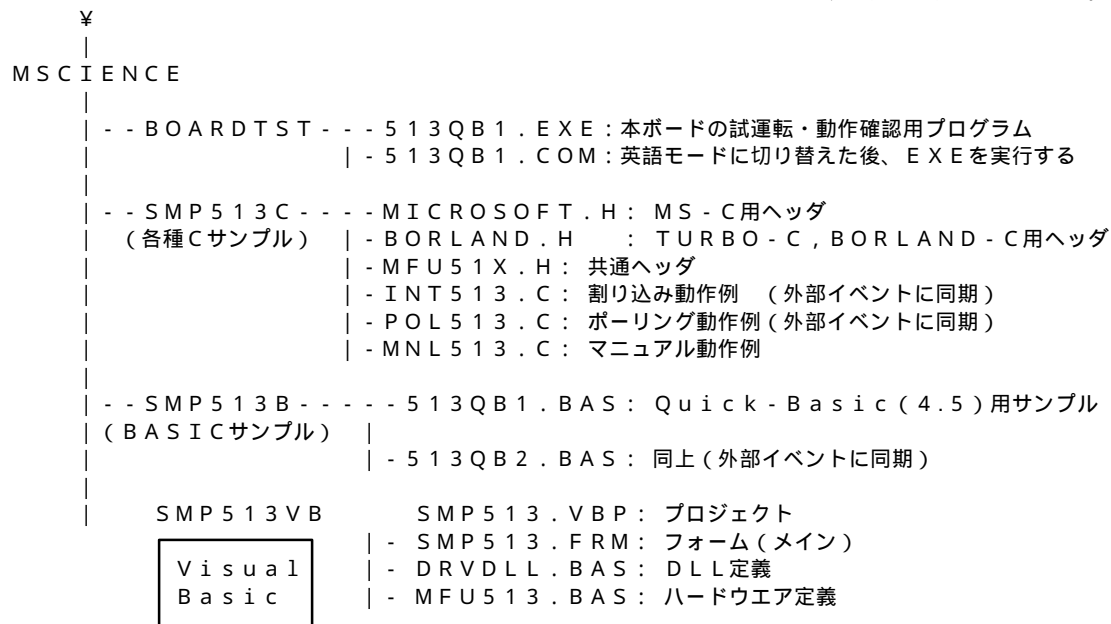 ¥
|
MSCIENCE
|
|--BOARDTST---513QB1.EXE:本ボードの試運転・動作確認用プログラム
| |-513QB1.COM:英語モードに切り替えた後、EXEを実行する
|
|--SMP513C----MICROSOFT.H: MS-C用ヘッダ
| (各種Cサンプル) |-BORLAND.H : TURBO-C,BORLAND-C用ヘッダ
| |-MFU51X.H: 共通ヘッダ
| |-INT513.C: 割り込み動作例 (外部イベントに同期)
| |-POL513.C: ポーリング動作例(外部イベントに同期)
| |-MNL513.C: マニュアル動作例
|
|--SMP513B-----513QB1.BAS: Quick-Basic(4.5)用サンプル
|(BASICサンプル) |
| |-513QB2.BAS: 同上(外部イベントに同期)
|
| SMP513VB SMP513.VBP: プロジェクト
|- SMP513.FRM: フォーム(メイン)
Visual |- DRVDLL.BAS: DLL定義
Basic |- MFU513.BAS: ハードウエア定義